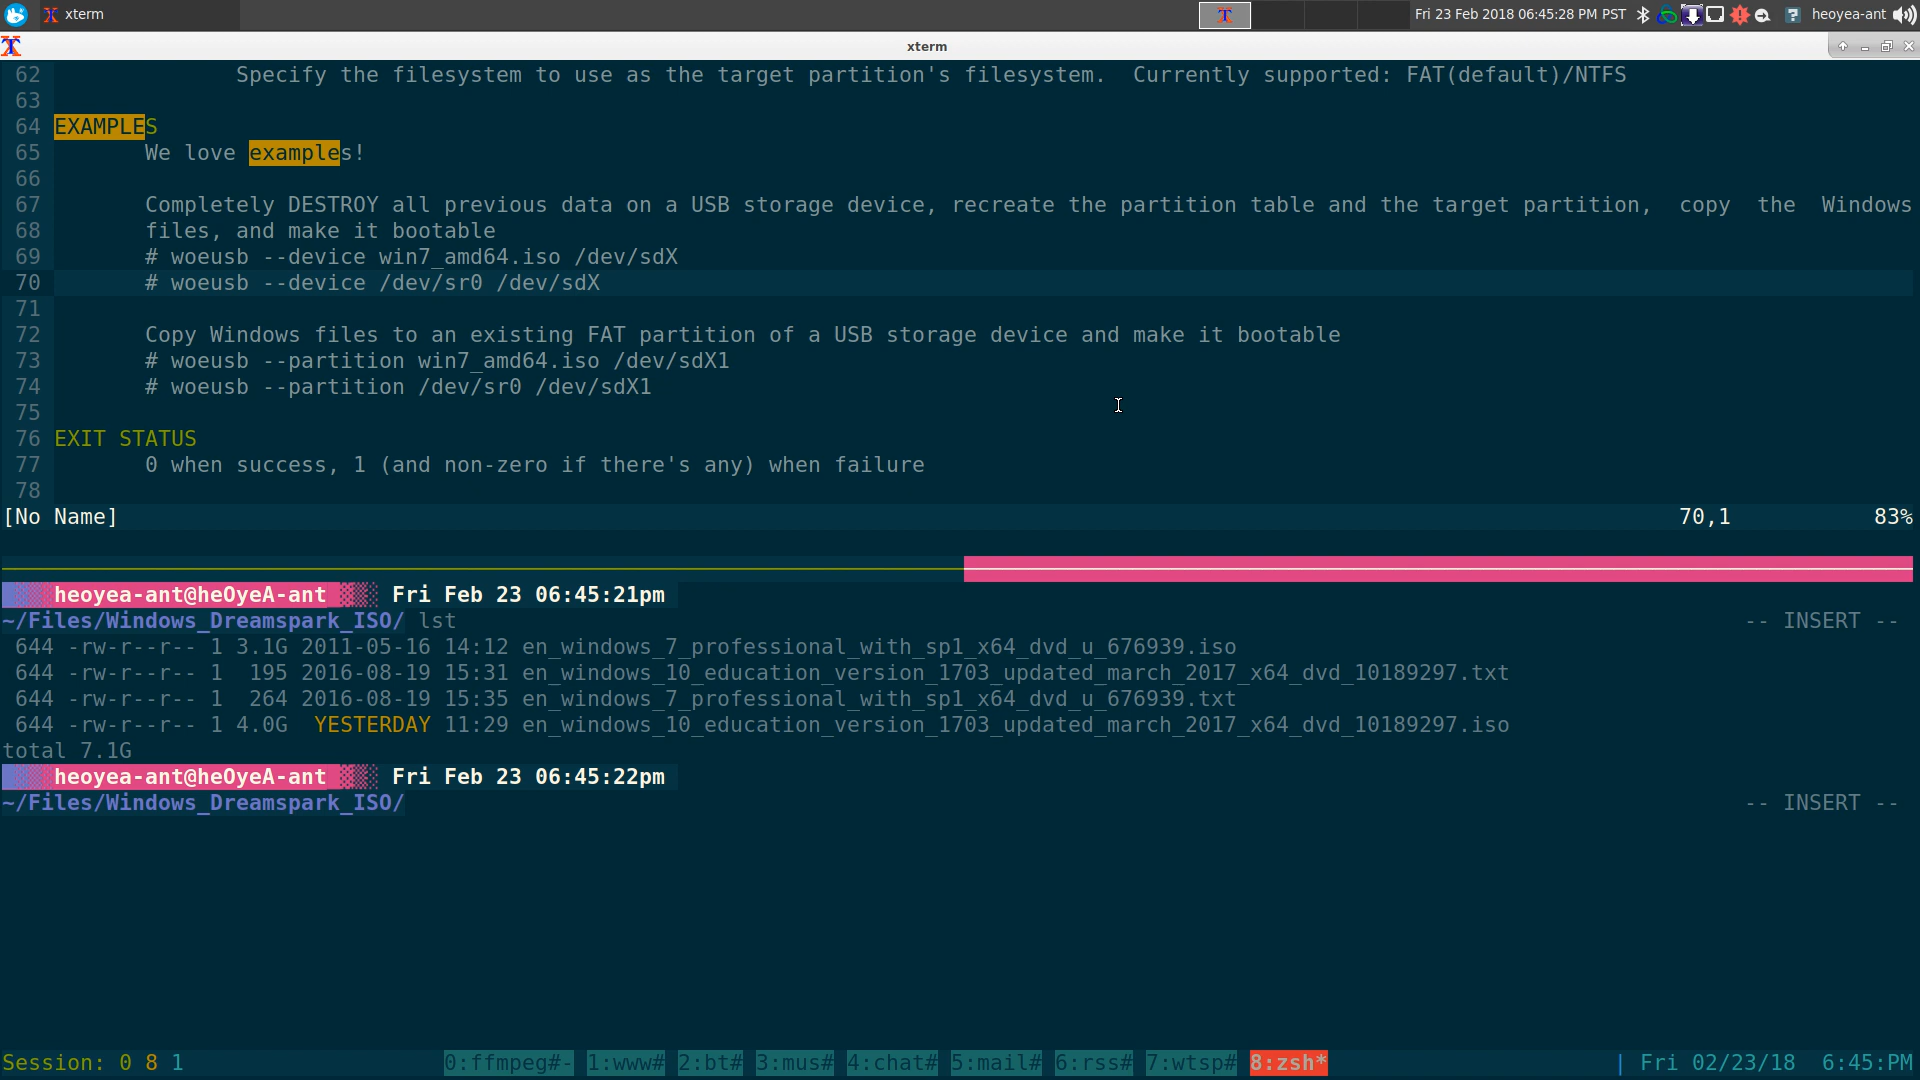 xterm
Fri 23 Feb 2018 06:45:28 PM PST
heoyea-ant
xterm
62 Specify the filesystem to use as the target partition's filesystem. Currently supported: FAT(default)/NTFS
63
64 EXAMPLES
65 We love examples!
66
67 Completely DESTROY all previous data on a USB storage device, recreate the partition table and the target partition, copy the Windows
68 files, and make it bootable
69 # woeusb --device win7_amd64.iso /dev/sdX
70 # woeusb --device /dev/sr0 /dev/sdX
71
72 Copy Windows files to an existing FAT partition of a USB storage device and make it bootable
73 # woeusb --partition win7_amd64.iso /dev/sdX1
74 # woeusb --partition /dev/sr0 /dev/sdX1
75
76 EXIT STATUS
77 0 when success, 1 (and non-zero if there's any) when failure
78
[No Name] 70,1 83%
heoyea-ant@heOyeA-ant Fri Feb 23 06:45:21pm
~/Files/Windows_Dreamspark_ISO/ lst -- INSERT --
644 -rw-r--r-- 1 3.1G 2011-05-16 14:12 en_windows_7_professional_with_sp1_x64_dvd_u_676939.iso
644 -rw-r--r-- 1 195 2016-08-19 15:31 en_windows_10_education_version_1703_updated_march_2017_x64_dvd_10189297.txt
644 -rw-r--r-- 1 264 2016-08-19 15:35 en_windows_7_professional_with_sp1_x64_dvd_u_676939.txt
644 -rw-r--r-- 1 4.0G YESTERDAY 11:29 en_windows_10_education_version_1703_updated_march_2017_x64_dvd_10189297.iso
total 7.1G
heoyea-ant@heOyeA-ant Fri Feb 23 06:45:22pm
~/Files/Windows_Dreamspark_ISO/ -- INSERT --
Session: 0 8 1 0:ffmpeg#- 1:www# 2:bt# 3:mus# 4:chat# 5:mail# 6:rss# 7:wtsp# 8:zsh* | Fri 02/23/18 6:45:PM